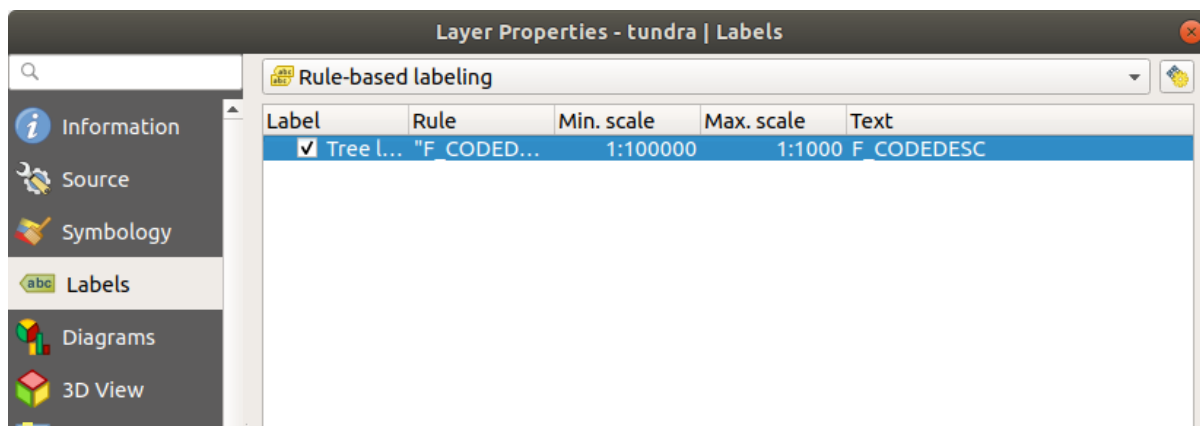 Layer Properties - tundra | Labels
Rule-based labeling
Information
Source
Symbology
abc Labels
Diagrams
3D View
Label Rule Min. scale Max. scale Text
Tree l... "F_CODED... 1:100000 1:1000 F_CODEDESC